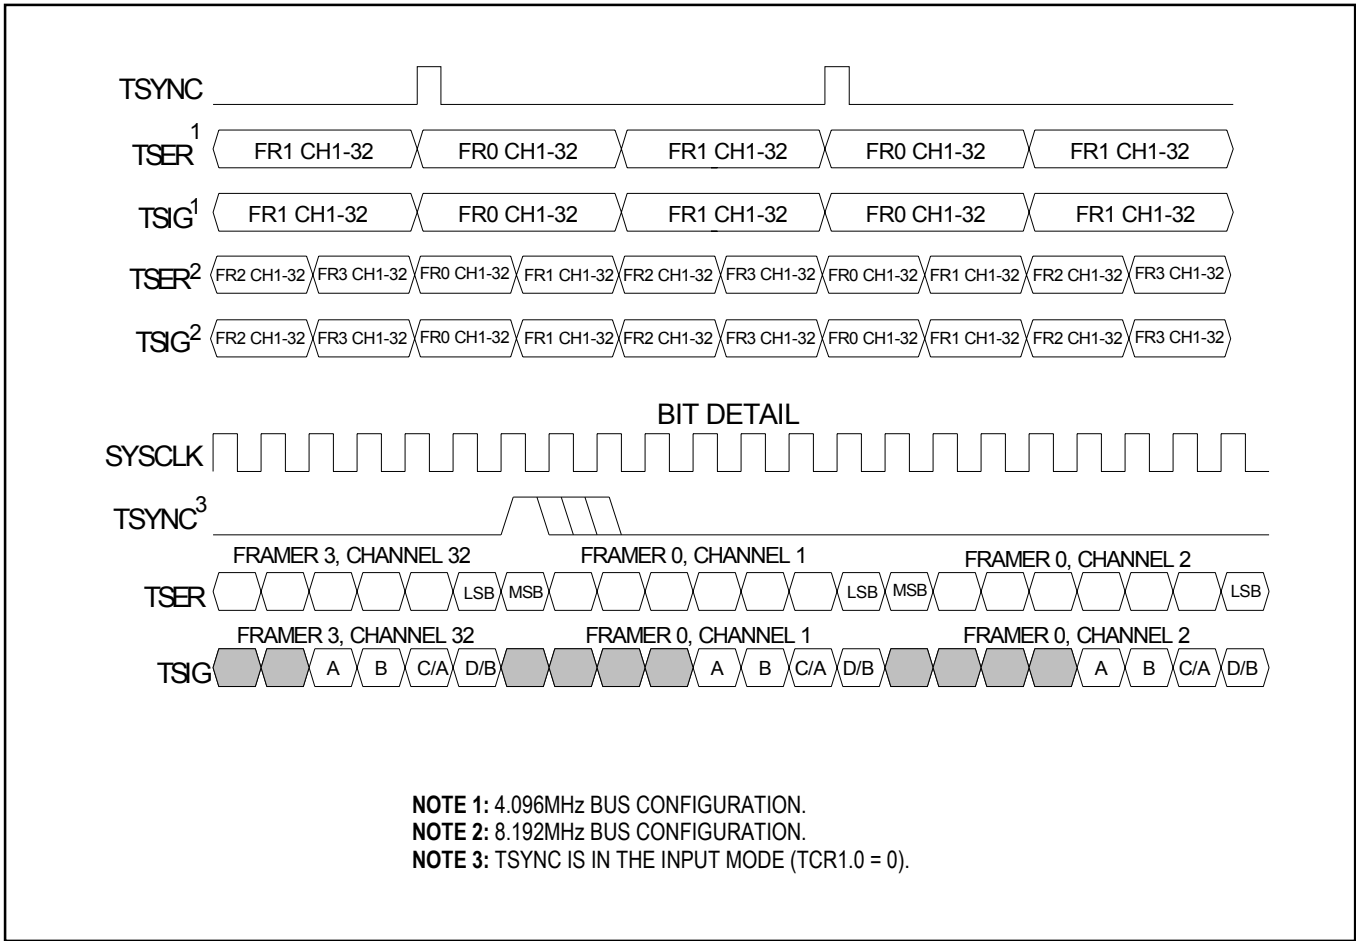 TSYNC
TSER1 FR1 CH1-32 FR0 CH1-32 FR1 CH1-32 FR0 CH1-32 FR1 CH1-32
TSIG1 FR1 CH1-32 FR0 CH1-32 FR1 CH1-32 FR0 CH1-32 FR1 CH1-32
TSER2 FR2 CH1-32 FR3 CH1-32 FR0 CH1-32 FR1 CH1-32 FR2 CH1-32 FR3 CH1-32 FR0 CH1-32 FR1 CH1-32 FR2 CH1-32 FR3 CH1-32
TSIG2 FR2 CH1-32 FR3 CH1-32 FR0 CH1-32 FR1 CH1-32 FR2 CH1-32 FR3 CH1-32 FR0 CH1-32 FR1 CH1-32 FR2 CH1-32 FR3 CH1-32
BIT DETAIL
SYSCLK
TSYNC3
FRAMER 3, CHANNEL 32 FRAMER 0, CHANNEL 1 FRAMER 0, CHANNEL 2
TSER LSB MSB LSB MSB LSB
FRAMER 3, CHANNEL 32 FRAMER 0, CHANNEL 1 FRAMER 0, CHANNEL 2
TSIG A B C/A D/B A B C/A D/B A B C/A D/B
NOTE 1: 4.096MHz BUS CONFIGURATION.
NOTE 2: 8.192MHz BUS CONFIGURATION.
NOTE 3: TSYNC IS IN THE INPUT MODE (TCR1.0 = 0).